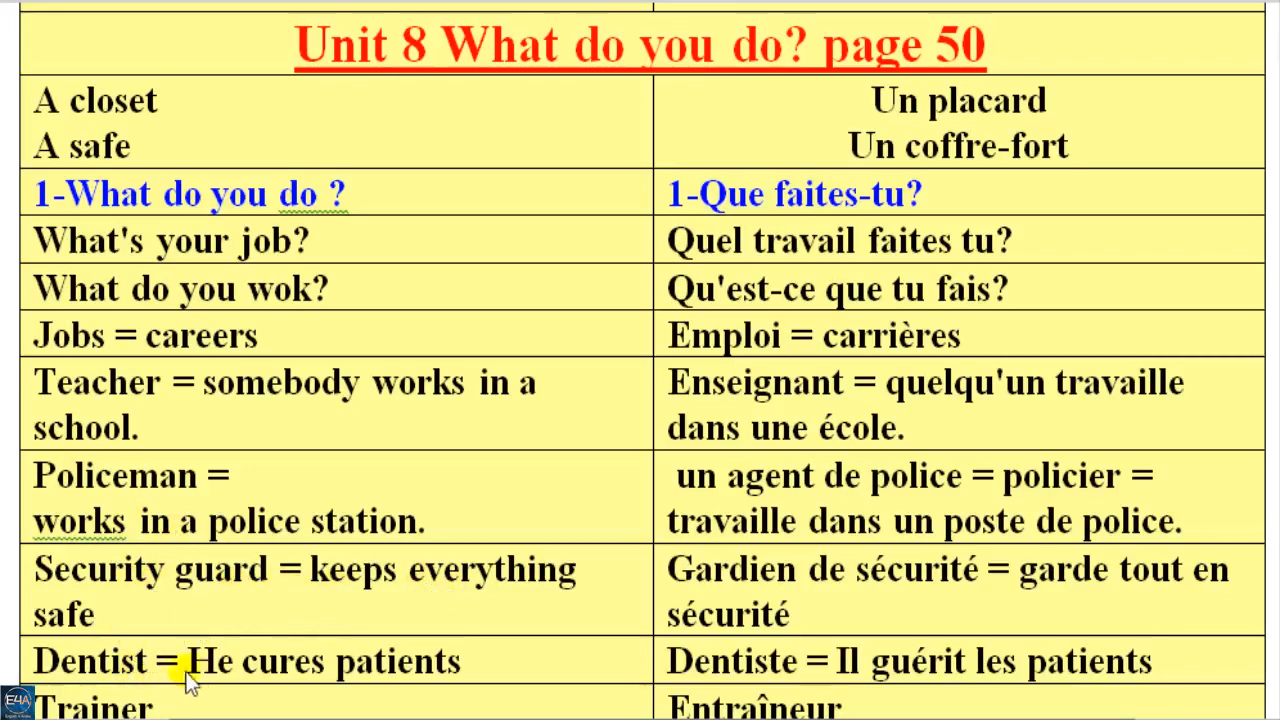 Unit 8 What do you do? page 50
A closet
Un placard
A safe
Un coffre-fort
1-What do you do ?
1-Que faites-tu?
What's your job?
Quel travail faites tu?
What do you wok?
Qu'est-ce que tu fais?
Jobs = careers
Emploi = carrières
Teacher = somebody works in a
school.
Enseignant = quelqu'un travaille
dans une école.
Policeman =
works in a police station.
un agent de police = policier =
travaille dans un poste de police.
Security guard = keeps everything
safe
Gardien de sécurité = garde tout en
sécurité
Dentist = He cures patients
Dentiste = Il guérit les patients
Trainer
Entraîneur
E4A